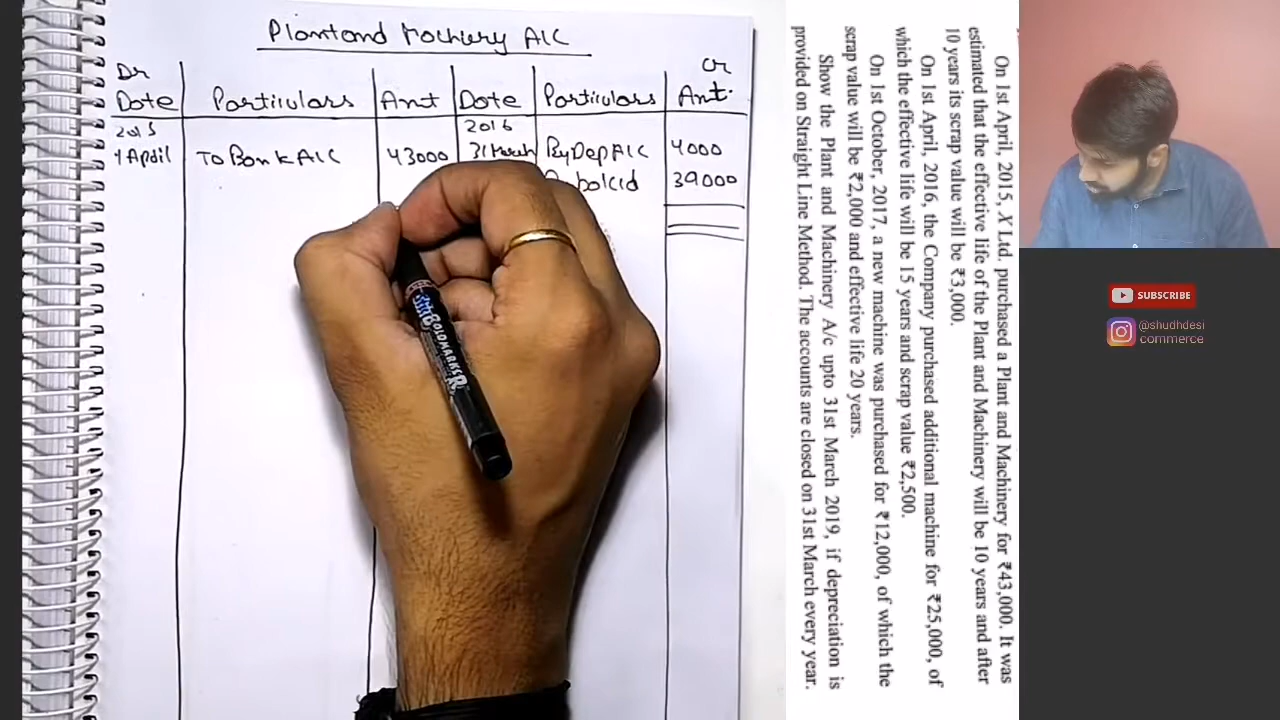 Plant and Machinery A/C
Dr
Cr
Date Particulars Amt Date Particulars Amt.
2015 2016
1 April To Bank A/C 43000 31 March By Dep A/C 4000
bal c/d 39000
On 1st April, 2015, X Ltd. purchased a Plant and Machinery for ₹43,000. It was
estimated that the effective life of the Plant and Machinery will be 10 years and after
10 years its scrap value will be ₹3,000.
On 1st April, 2016, the Company purchased additional machine for ₹25,000, of
which the effective life will be 15 years and scrap value ₹2,500.
On 1st October, 2017, a new machine was purchased for ₹12,000, of which the
scrap value will be ₹2,000 and effective life 20 years.
Show the Plant and Machinery A/c upto 31st March 2019, if depreciation is
provided on Straight Line Method. The accounts are closed on 31st March every year.
SUBSCRIBE
@shudhdesi
commerce
BOLDMARKER